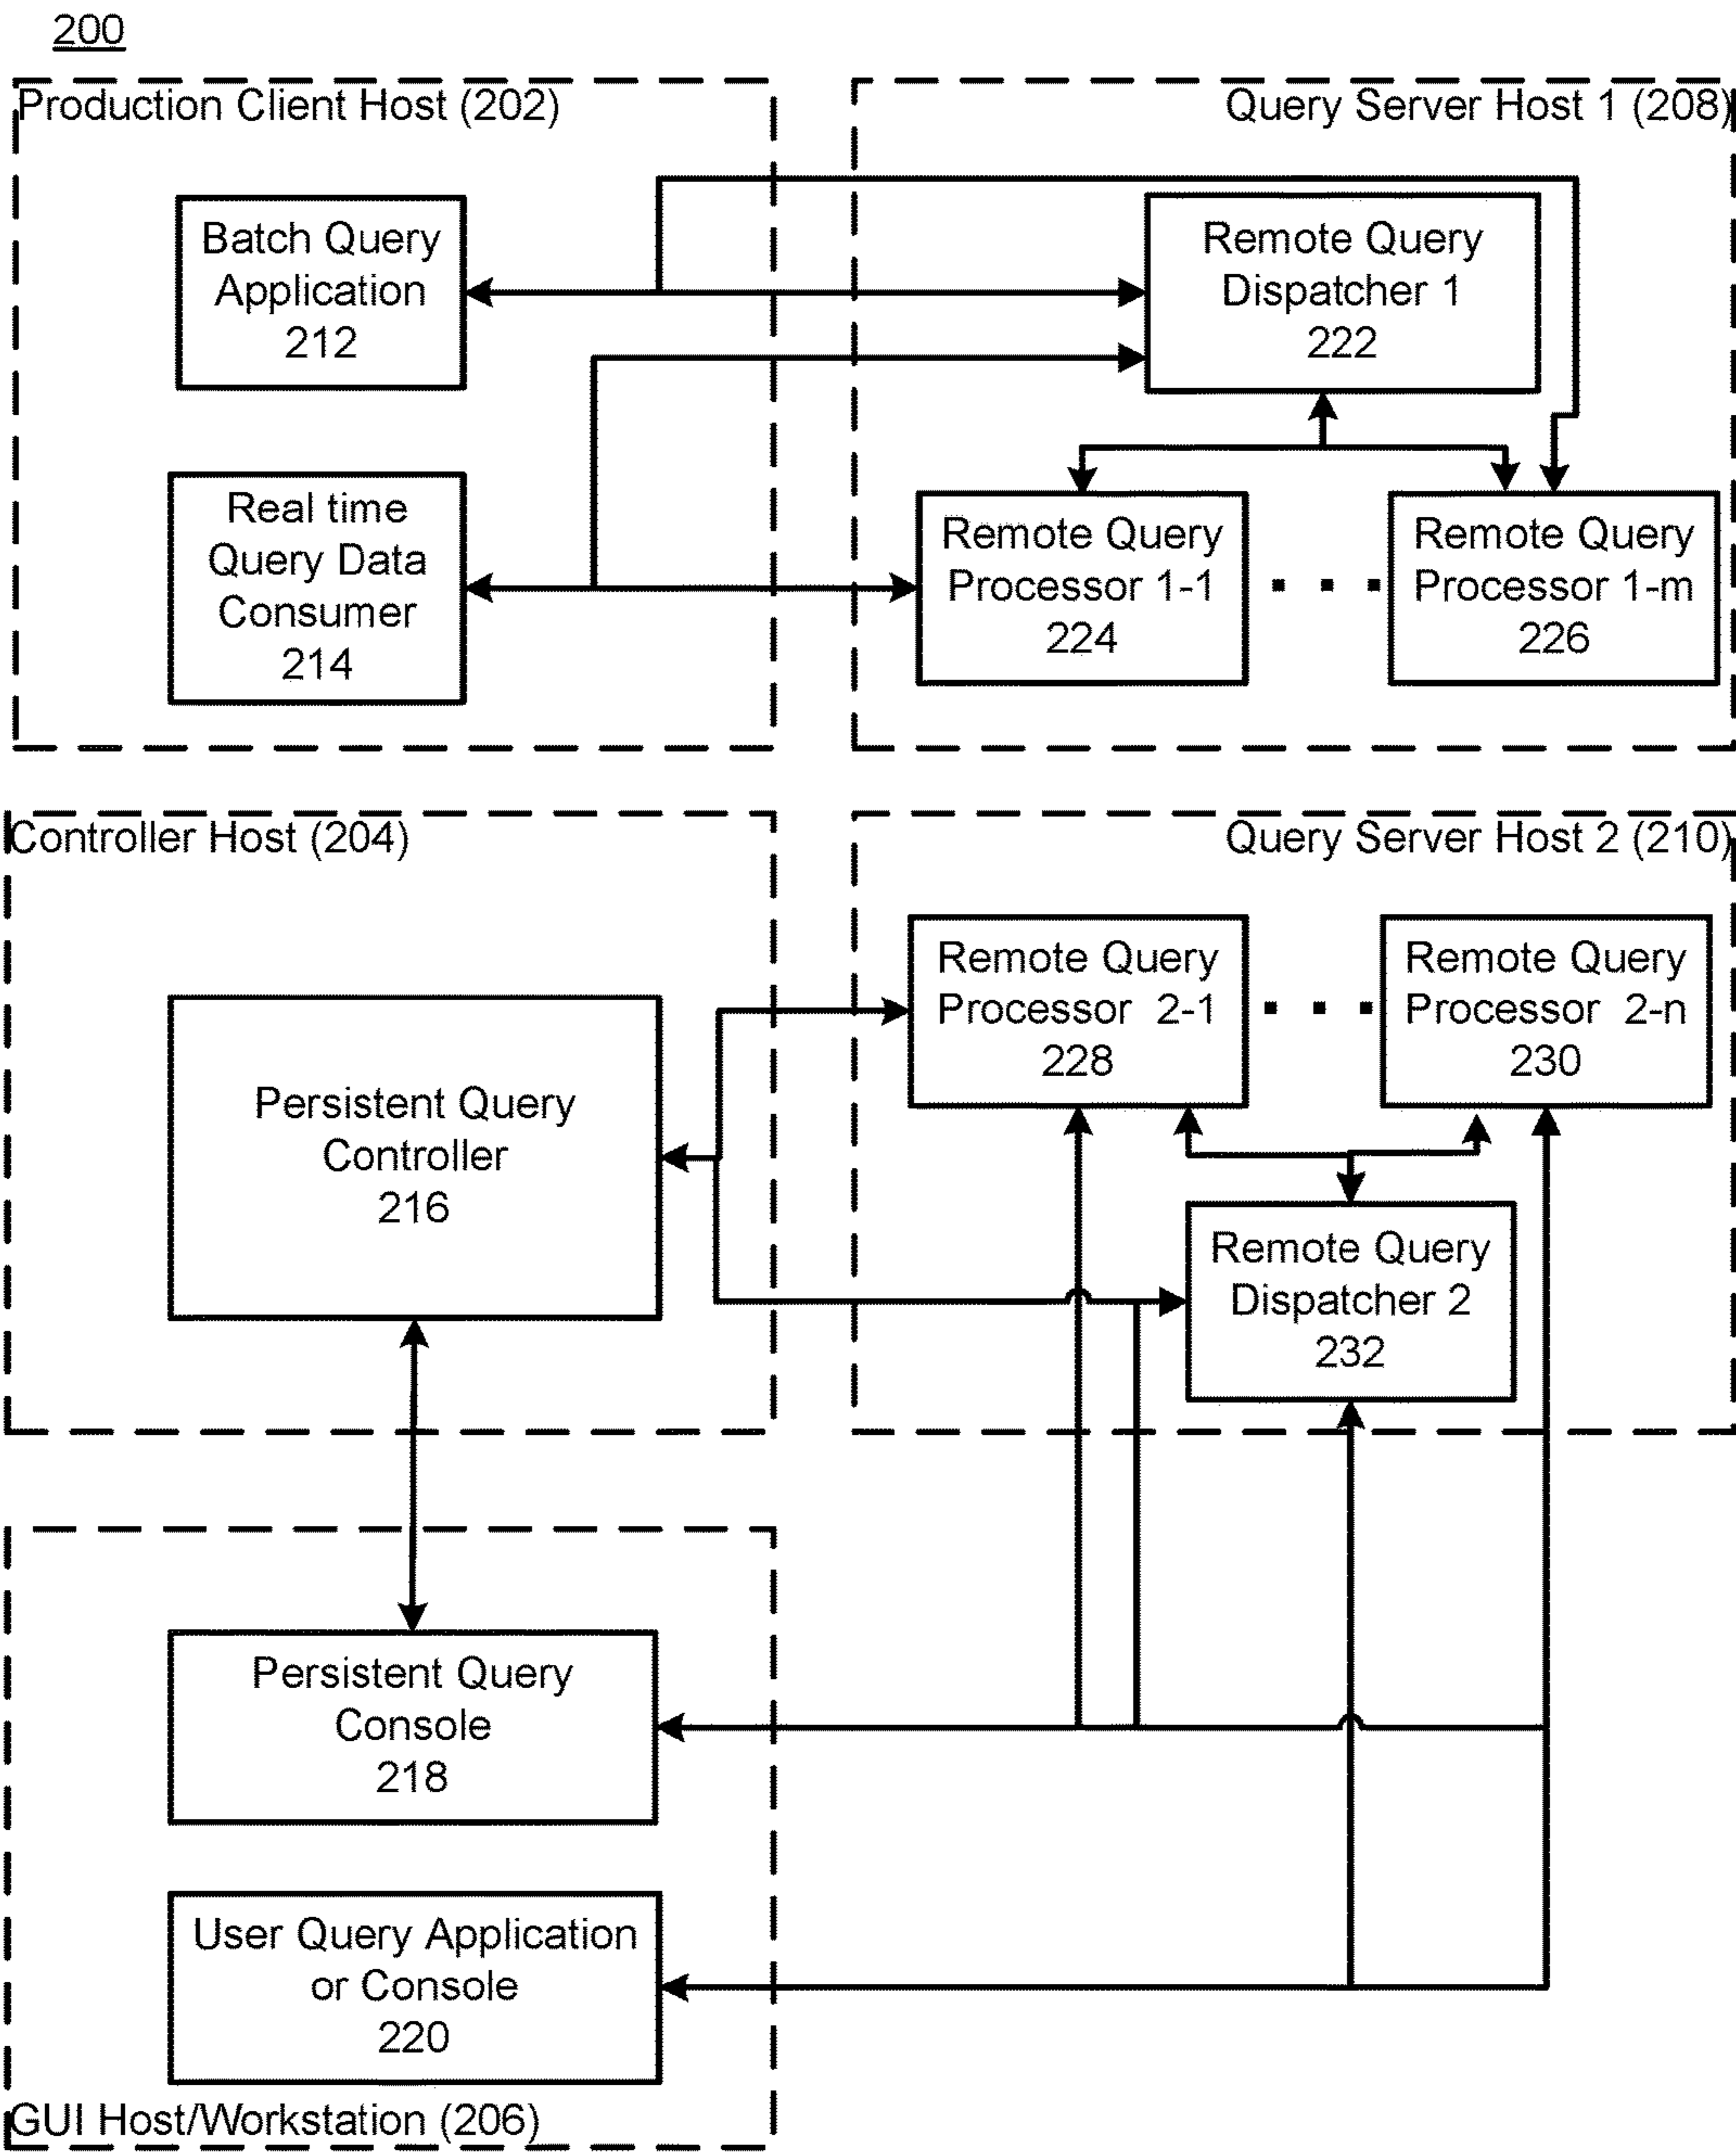 200
Production Client Host (202)
Query Server Host 1 (208)
Batch Query
Application
212
Remote Query
Dispatcher 1
222
Real time
Query Data
Consumer
214
Remote Query
Processor 1-1
224
Remote Query
Processor 1-m
226
Controller Host (204)
Query Server Host 2 (210)
Remote Query
Processor 2-1
228
Remote Query
Processor 2-n
230
Persistent Query
Controller
216
Remote Query
Dispatcher 2
232
Persistent Query
Console
218
User Query Application
or Console
220
GUI Host/Workstation (206)